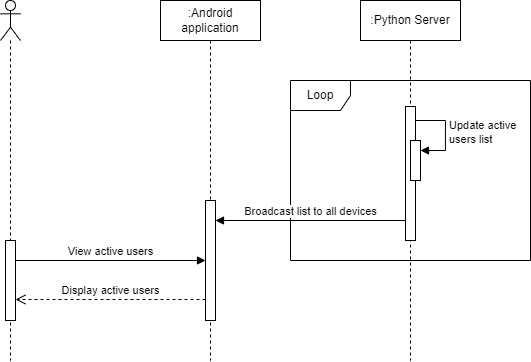 :Android
application
:Python Server
Loop
Update active
users list
Broadcast list to all devices
View active users
Display active users